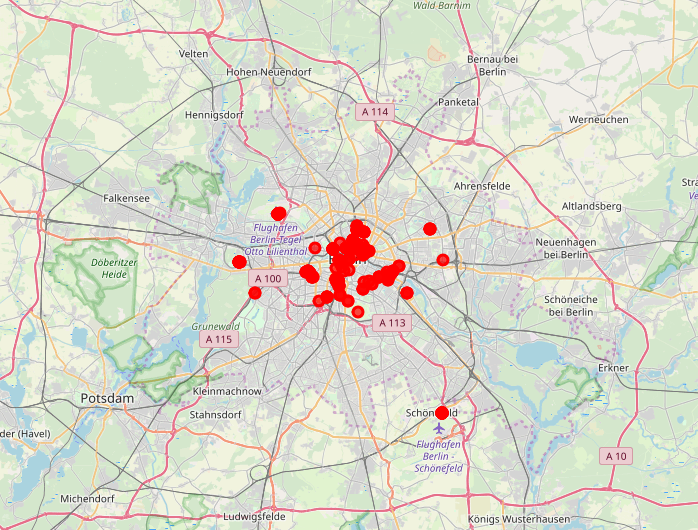 Wald Barnim
Velten
Bernau bei
Berlin
Hohen Neuendorf
Panketal
Hennigsdorf
A 114
Werneuchen
Ahrensfelde
Falkensee
Altlandsberg
Flughafen
Berlin-Tegel
Otto Lilienthal
Neuenhagen
bei Berlin
Döberitzer
Heide
A 100
Schöneiche
bei Berlin
A 113
Grunewald
A 115
Erkner
Kleinmachnow
Potsdam
Stahnsdorf
Flughafen
Berlin -
Schönefeld
der (Havel)
A 10
Michendorf
Ludwigsfelde
Königs Wusterhausen